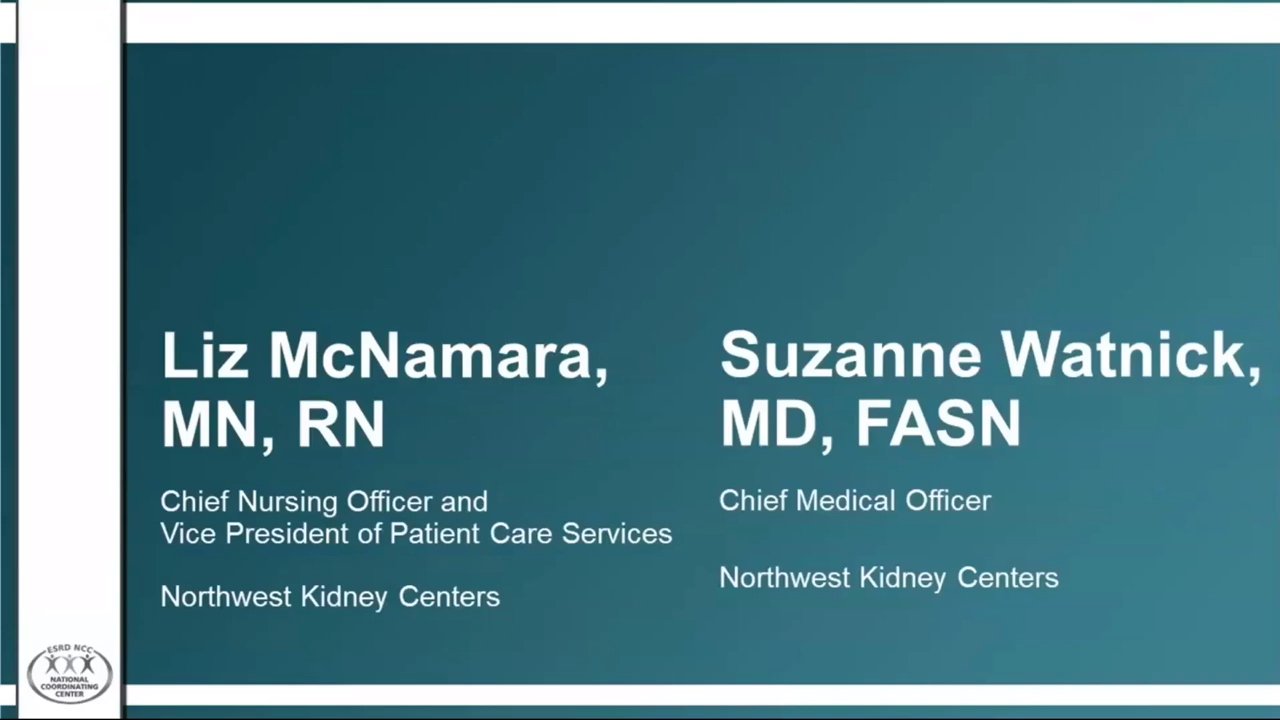 Liz McNamara,
MN, RN
Chief Nursing Officer and
Vice President of Patient Care Services
Northwest Kidney Centers
Suzanne Watnick,
MD, FASN
Chief Medical Officer
Northwest Kidney Centers
ESRD NCC
NATIONAL
COORDINATING
CENTER